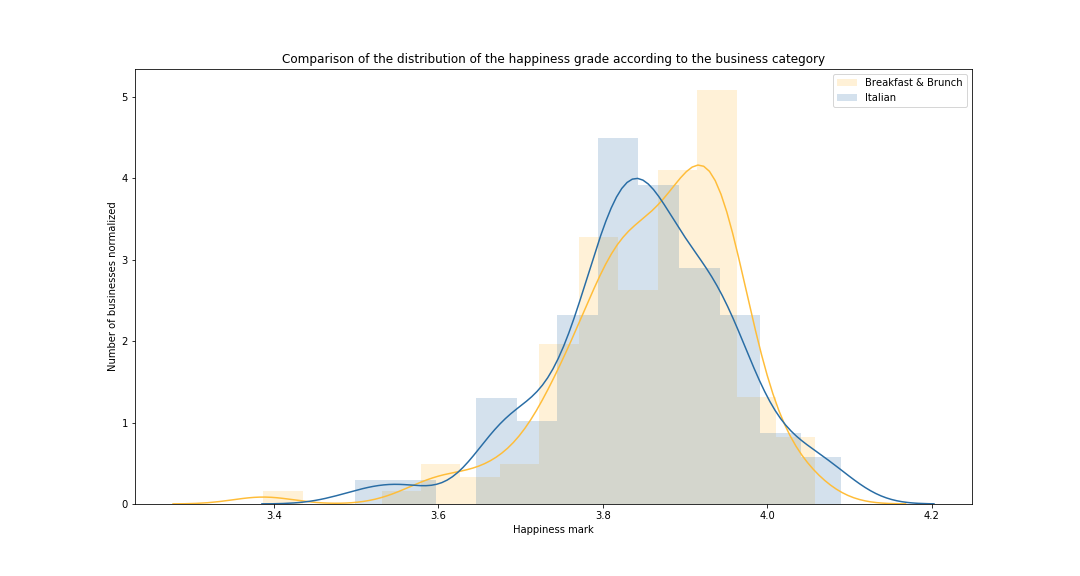 Comparison of the distribution of the happiness grade according to the business category
Breakfast & Brunch
Italian
Number of businesses normalized
5
4
3
2
1
0
3.4 3.6 3.8 4.0 4.2
Happiness mark